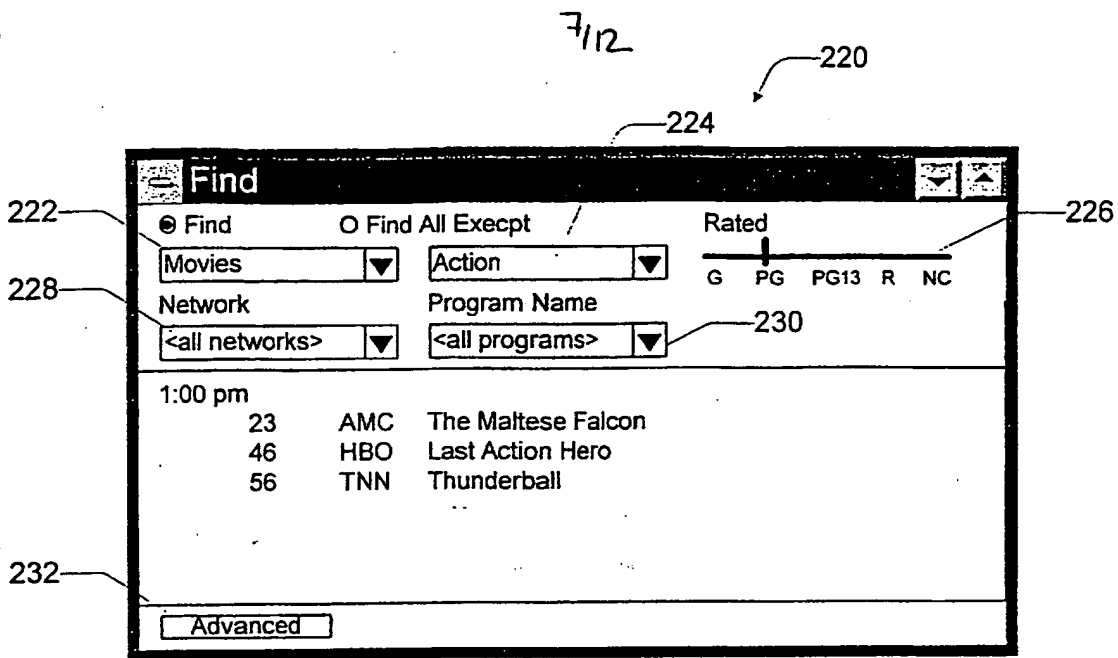 7/12
220
224
Find
222
Find Find All Execpt Rated
226
Movies Action
G PG PG13 R NC
228
Network Program Name
230
<all networks> <all programs>
1:00 pm
23 AMC The Maltese Falcon
46 HBO Last Action Hero
56 TNN Thunderball
232
Advanced